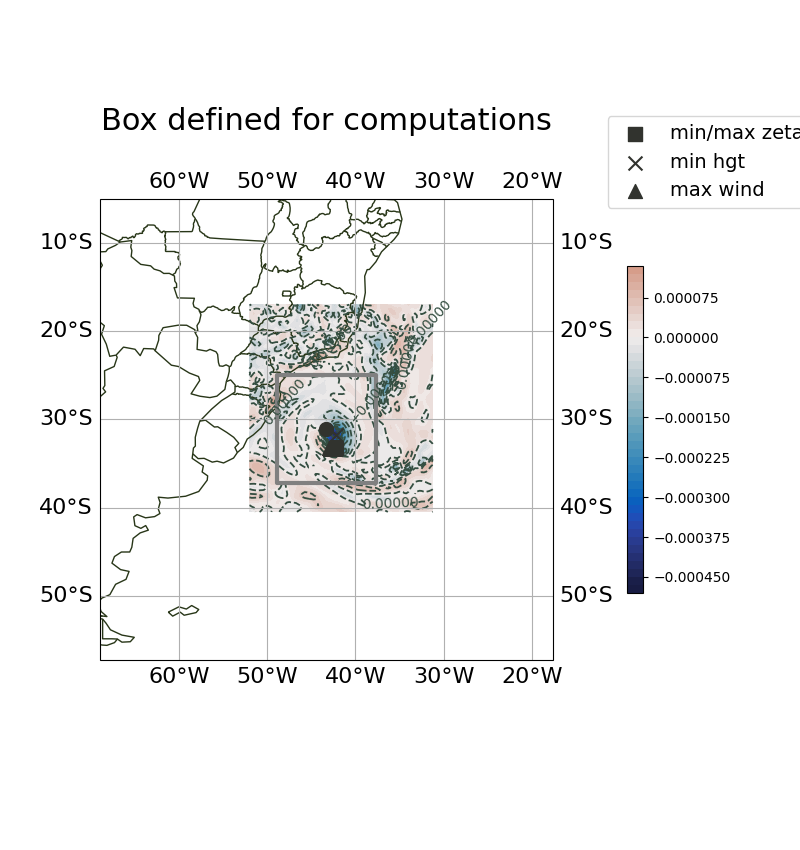 Box defined for computations
min/max zeta
min hgt
max wind
60°W 50°W 40°W 30°W 20°W
10°S 10°S
20°S 20°S
30°S 30°S
40°S 40°S
50°S 50°S
60°W 50°W 40°W 30°W 20°W
0.00000
0.000075
0.000000
−0.000075
−0.000150
−0.000225
−0.000300
−0.000375
−0.000450